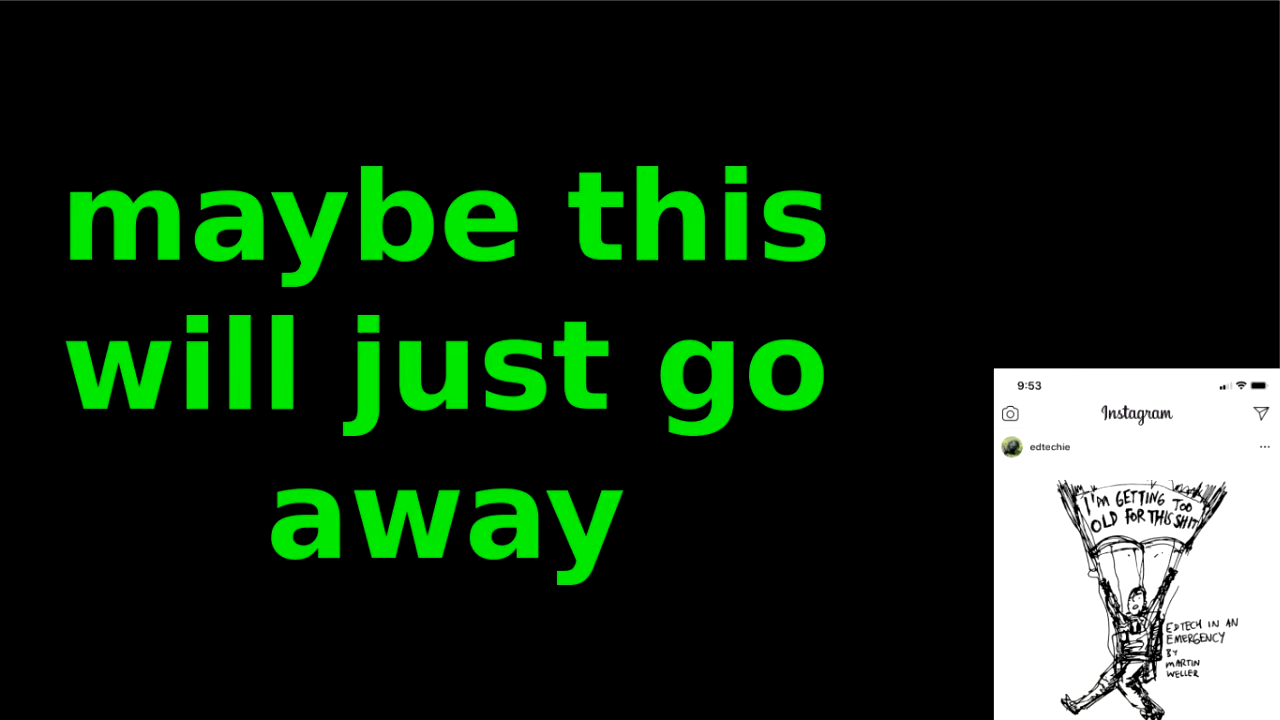 maybe this
will just go
away
9:53
Instagram
edtechie
I'M GETTING TOO
OLD FOR THIS SHIT
EDTECH IN AN
EMERGENCY
BY
MARTIN
WELLER